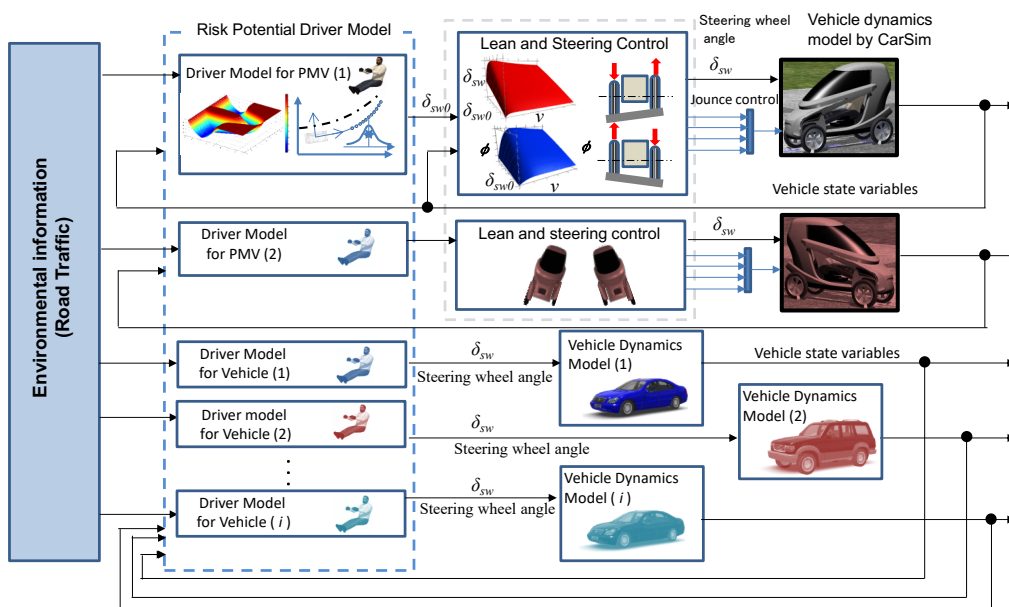 Risk Potential Driver Model
Steering wheel
angle
Vehicle dynamics
model by CarSim
Environmental information
(Road Traffic)
Driver Model for PMV (1)
δsw0
Lean and Steering Control
δsw
δsw0
v
ϕ
δsw0
v
ϕ
δsw
Jounce control
Vehicle state variables
Driver Model
for PMV (2)
Lean and steering control
δsw
Driver Model
for Vehicle (1)
δsw
Steering wheel angle
Vehicle Dynamics
Model (1)
Vehicle state variables
Driver model
for Vehicle (2)
δsw
Steering wheel angle
Vehicle Dynamics
Model (2)
Driver Model
for Vehicle ( i )
δsw
Steering wheel angle
Vehicle Dynamics
Model ( i )